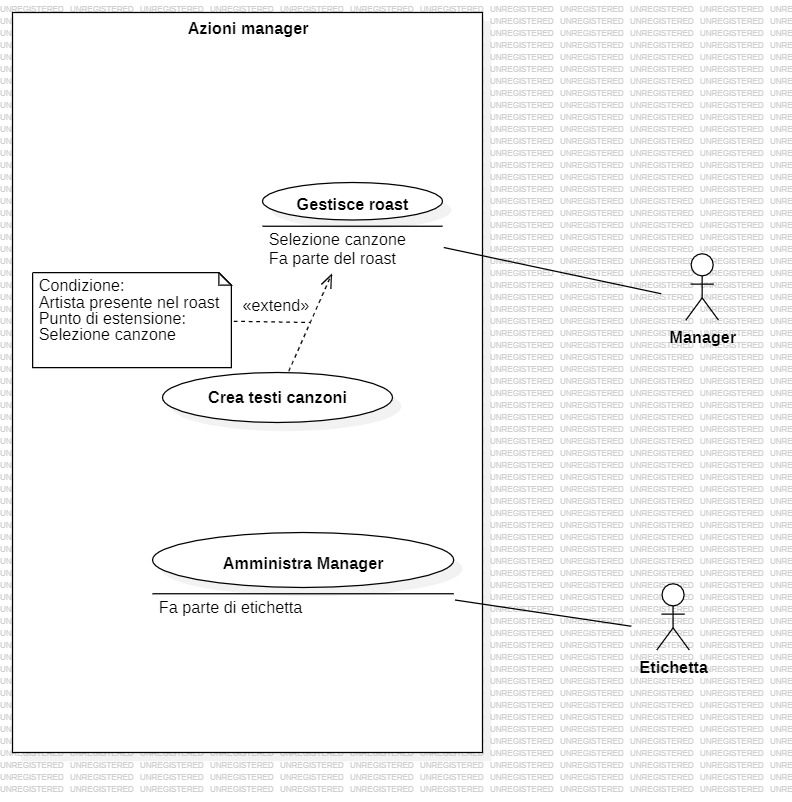 Azioni manager
Gestisce roast
Selezione canzone
Fa parte del roast
Condizione:
Artista presente nel roast
Punto di estensione:
Selezione canzone
«extend»
Manager
Crea testi canzoni
Amministra Manager
Fa parte di etichetta
Etichetta
UNREGISTERED